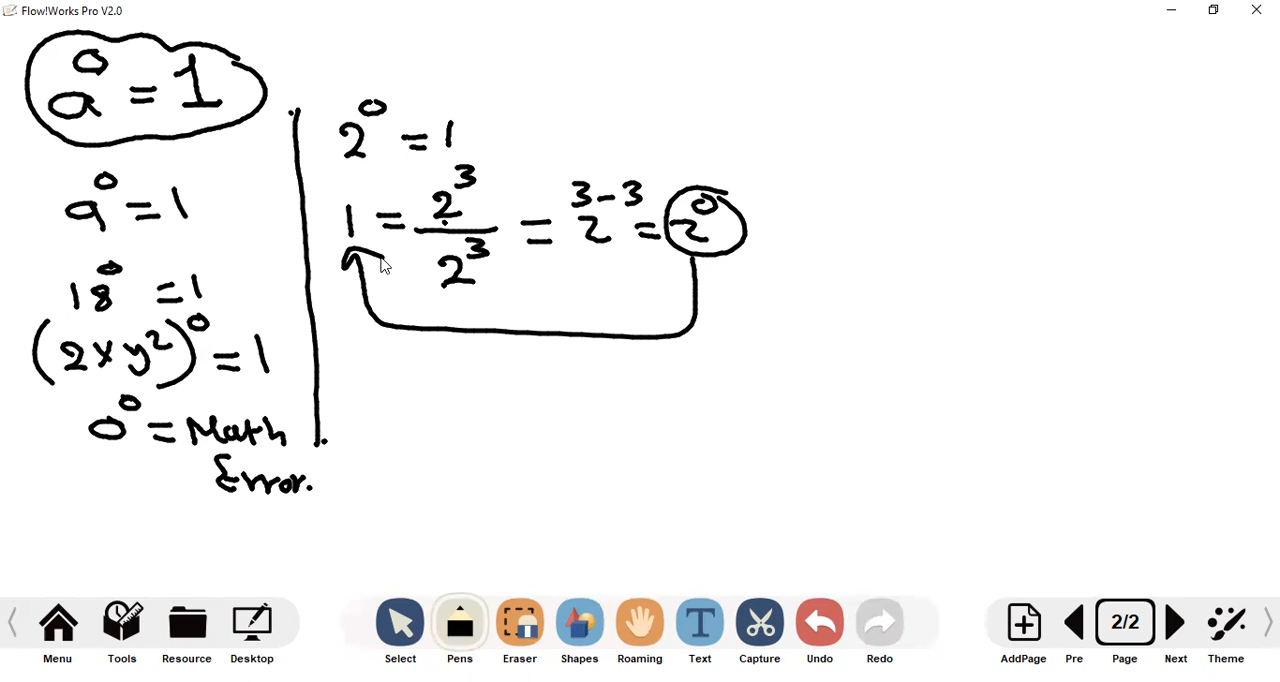 Flow!Works Pro V2.0
a⁰ = 1
9⁰ = 1
18⁰ = 1
(2xy²)⁰ = 1
0⁰ = Math
Error.
2⁰ = 1
1 = 2³/2³ = 2³⁻³ = 2⁰
2/2
Menu Tools Resource Desktop Select Pens Eraser Shapes Roaming Text Capture Undo Redo AddPage Pre Page Next Theme